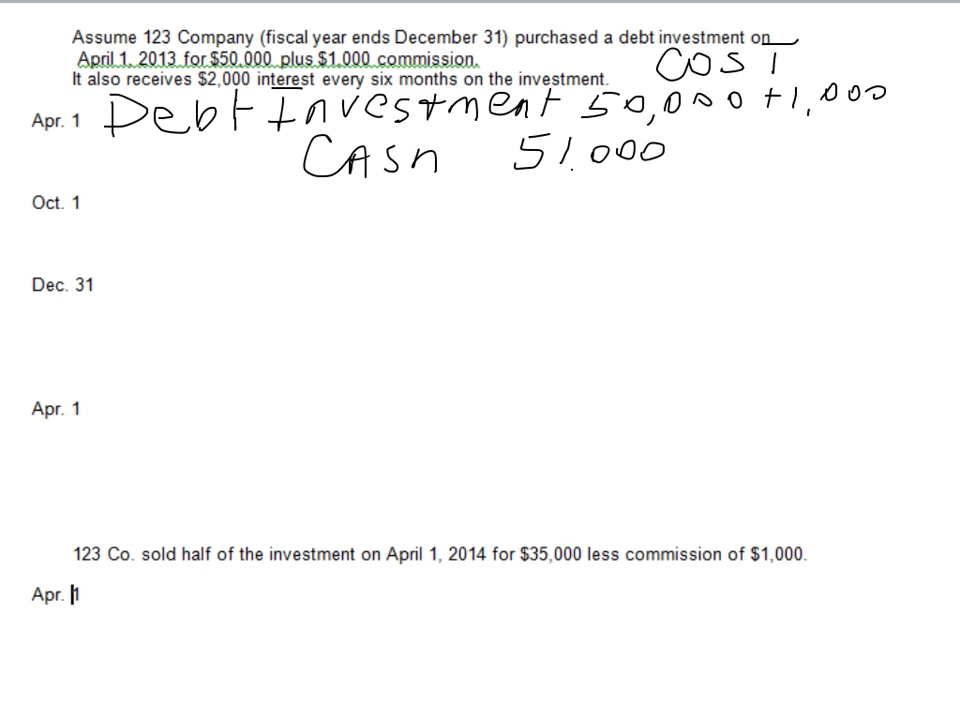 Assume 123 Company (fiscal year ends December 31) purchased a debt investment on
April 1, 2013 for $50,000 plus $1,000 commission.
COST
It also receives $2,000 interest every six months on the investment.
Apr. 1 Debt Investment 50,000 +1,000
Cash 51.000
Oct. 1
Dec. 31
Apr. 1
123 Co. sold half of the investment on April 1, 2014 for $35,000 less commission of $1,000.
Apr. 1